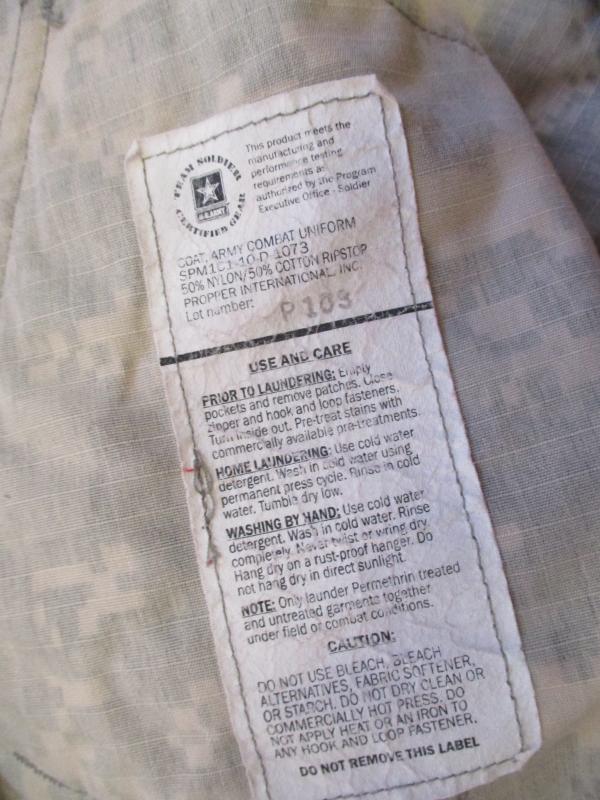 TEAM SOLDIER
U.S. ARMY
CERTIFIED GEAR
This product meets the
manufacturing and
performance testing
requirements as
authorized by the Program
Executive Office - Soldier
COAT, ARMY COMBAT UNIFORM
SPM1C1-10-D-1073
50% NYLON/50% COTTON RIPSTOP
PROPPER INTERNATIONAL, INC.
Lot number: P103
USE AND CARE
PRIOR TO LAUNDERING: Empty
pockets and remove patches. Close
zipper and hook and loop fasteners.
Turn inside out. Pre-treat stains with
commercially available pre-treatments.
HOME LAUNDERING: Use cold water
detergent. Wash in cold water using
permanent press cycle. Rinse in cold
water. Tumble dry low.
WASHING BY HAND: Use cold water
detergent. Wash in cold water. Rinse
completely. Never twist or wring dry.
Hang dry on a rust-proof hanger. Do
not hang dry in direct sunlight.
NOTE: Only launder Permethrin treated
and untreated garments together
under field or combat conditions.
CAUTION:
DO NOT USE BLEACH, BLEACH
ALTERNATIVES, FABRIC SOFTENER,
OR STARCH. DO NOT DRY CLEAN OR
COMMERCIALLY HOT PRESS. DO
NOT APPLY HEAT OR AN IRON TO
ANY HOOK AND LOOP FASTENER.
DO NOT REMOVE THIS LABEL